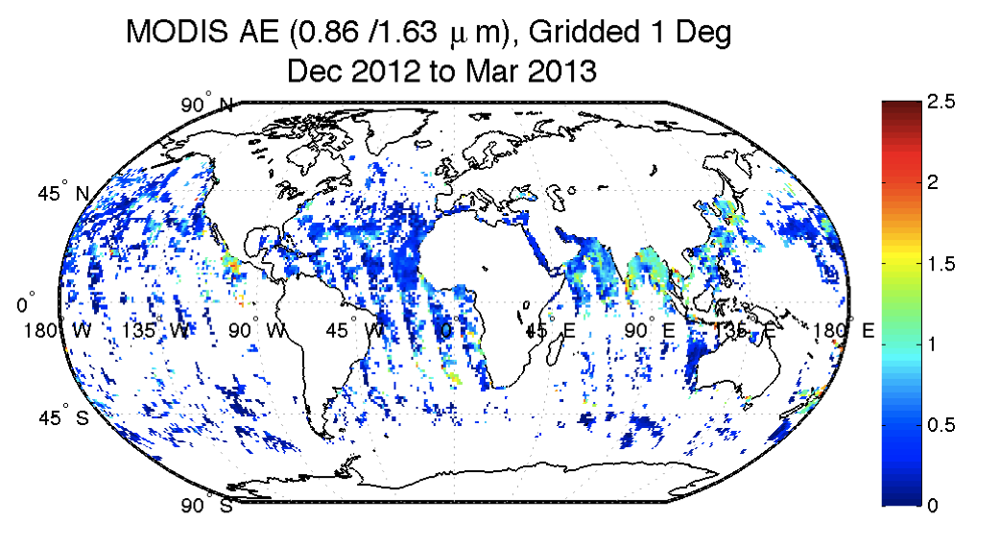 MODIS AE (0.86 /1.63 μ m), Gridded 1 Deg
Dec 2012 to Mar 2013
90° N
45° N
0°
180° W 135° W 90° W 45° W 0° 45° E 90° E 135° E 180° E
45° S
90° S
2.5
2
1.5
1
0.5
0